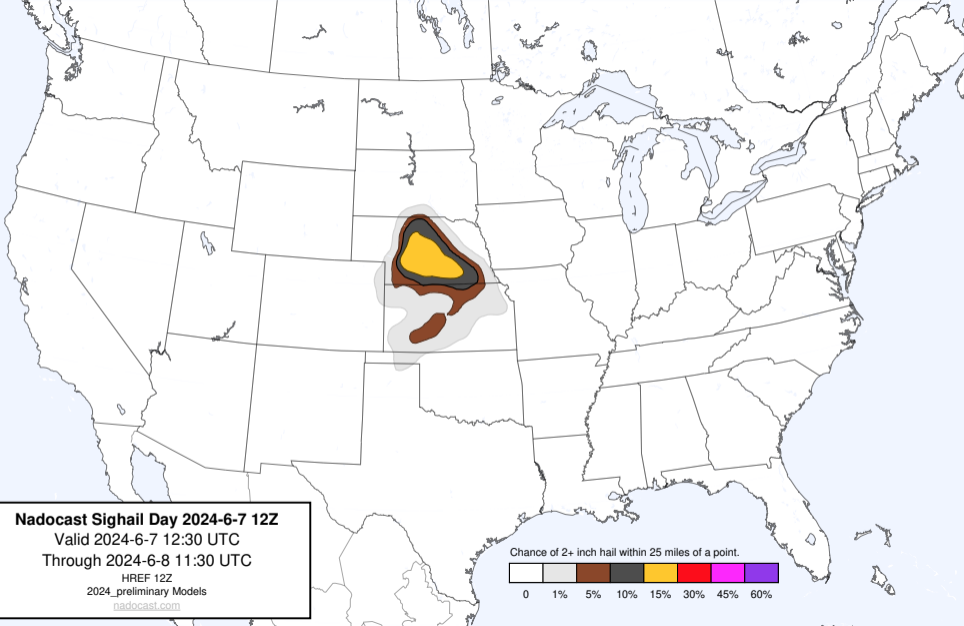 Nadocast Sighail Day 2024-6-7 12Z
Valid 2024-6-7 12:30 UTC
Through 2024-6-8 11:30 UTC
HREF 12Z
2024_preliminary Models
nadocast.com
Chance of 2+ inch hail within 25 miles of a point.
0 1% 5% 10% 15% 30% 45% 60%